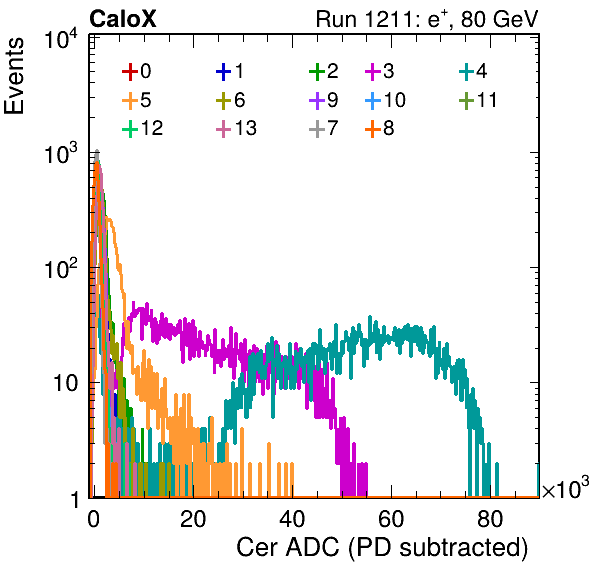 CaloX Run 1211: e⁺, 80 GeV
Events
10⁴
10³
10²
10
1
0 1 2 3 4
5 6 9 10 11
12 13 7 8
0 20 40 60 80
×10³
Cer ADC (PD subtracted)